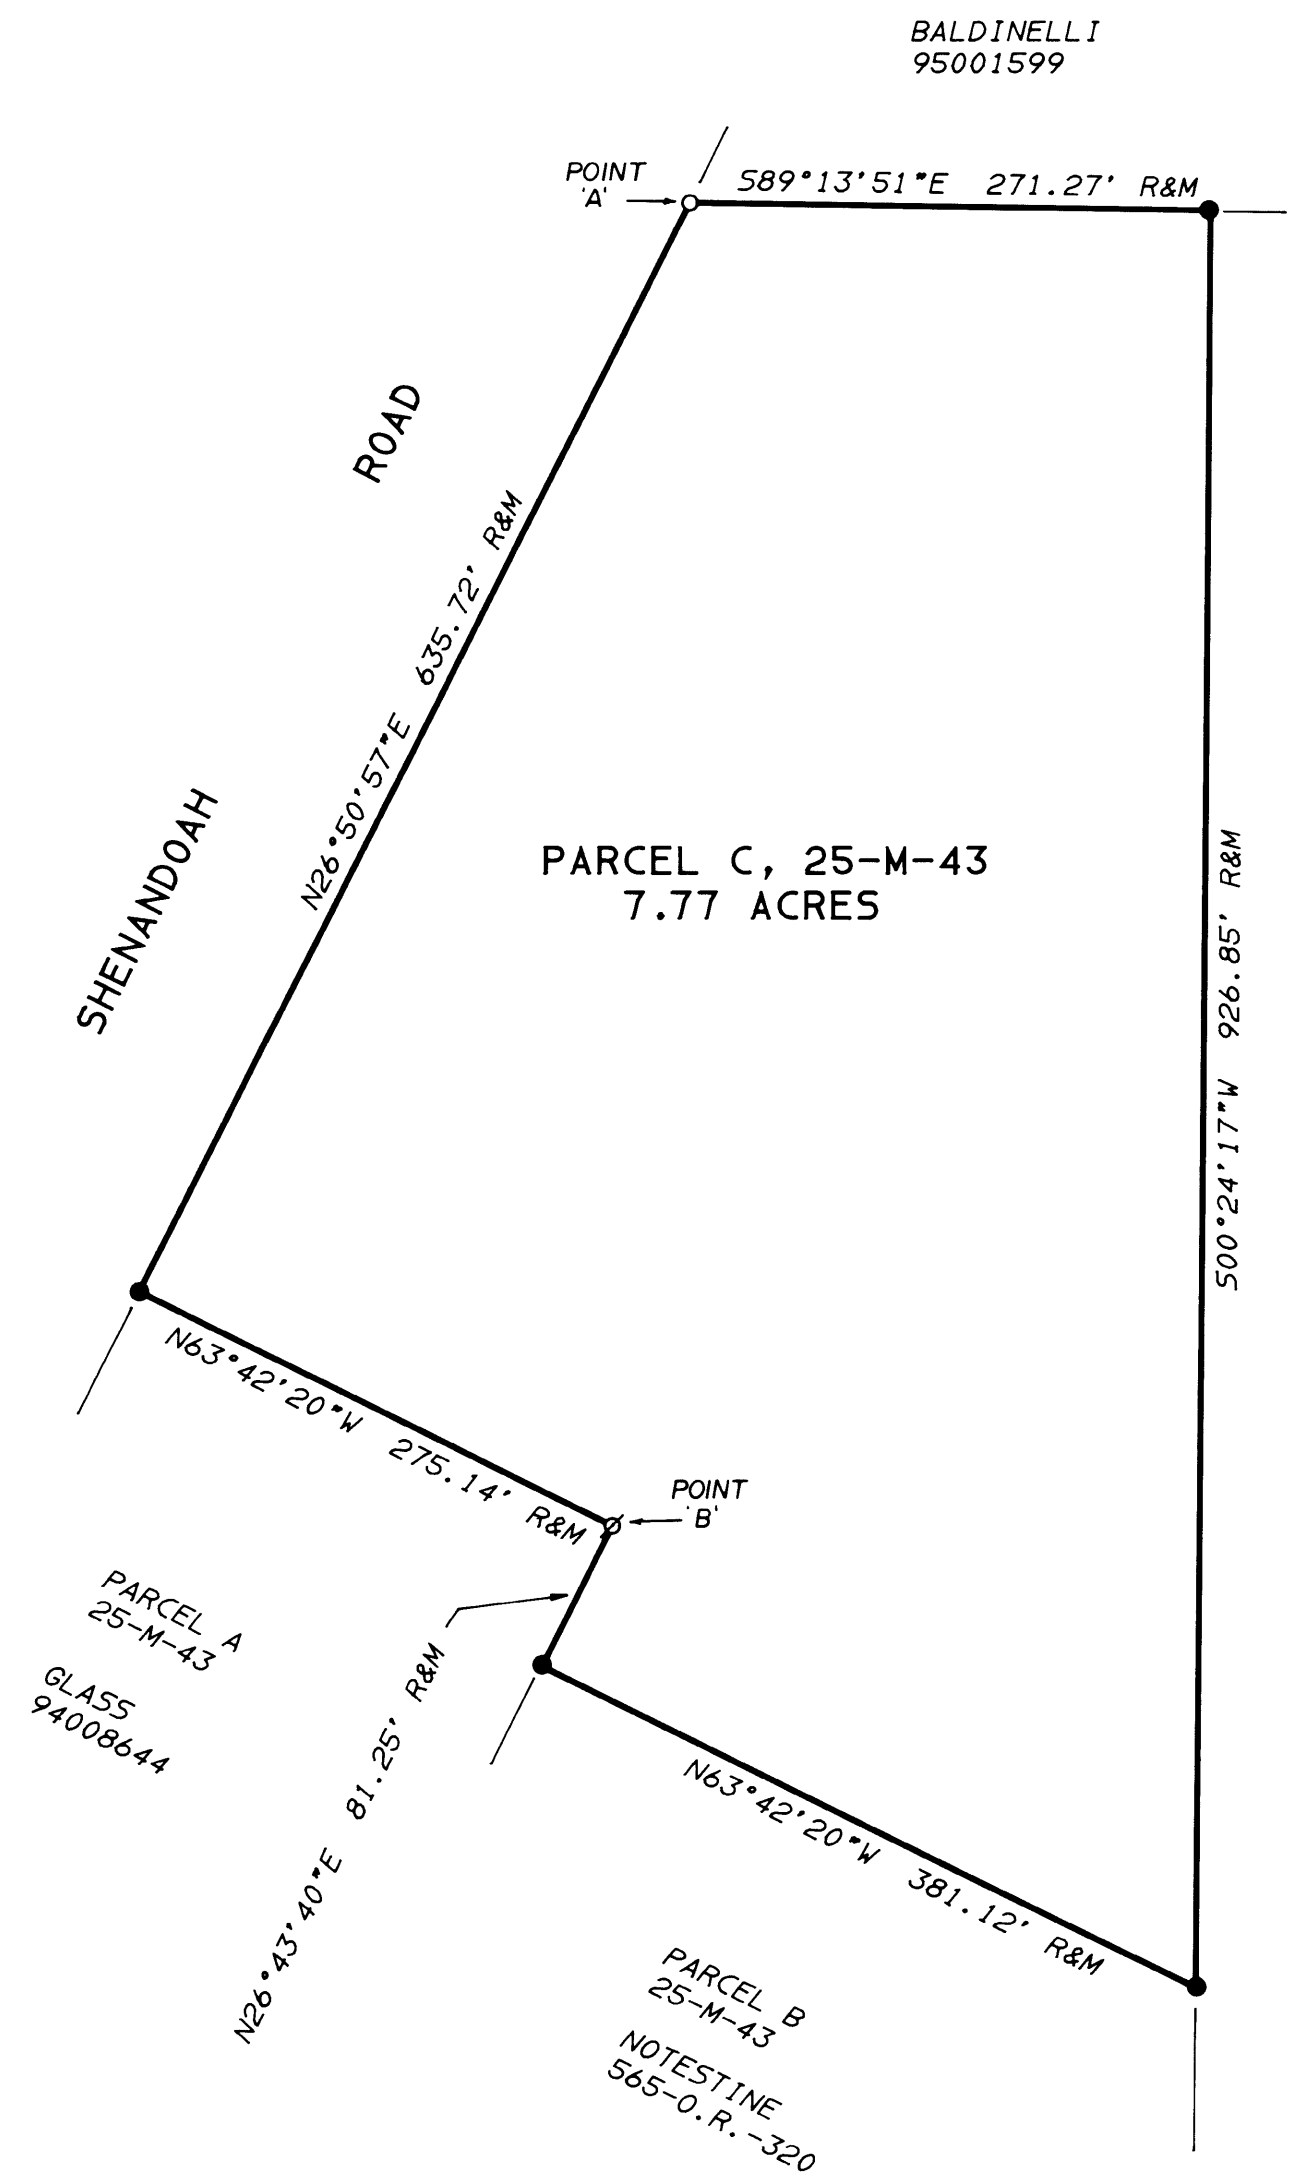 BALDINELLI
95001599
POINT
'A'
S89°13'51"E 271.27' R&M
ROAD
SHENANDOAH
N26°50'57"E 635.72' R&M
PARCEL C, 25-M-43
7.77 ACRES
S00°24'17"W 926.85' R&M
N63°42'20"W 275.14' R&M
POINT
'B'
PARCEL A
25-M-43
GLASS
94008644
N26°43'40"E 81.25' R&M
N63°42'20"W 381.12' R&M
PARCEL B
25-M-43
NOTESTINE
565-O.R.-320